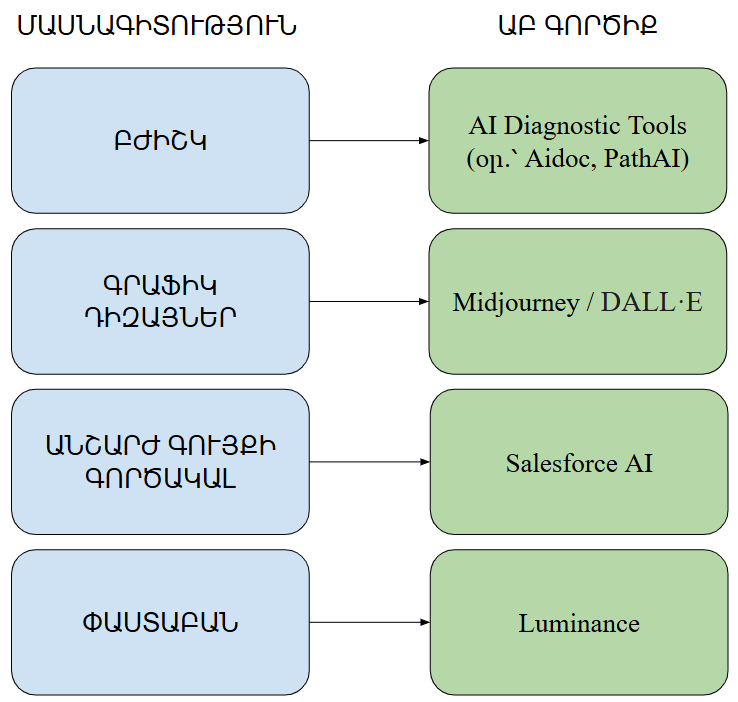 ՄԱՍՆԱԳԻՏՈՒԹՅՈՒՆ
ԱԲ ԳՈՐԾԻՔ
ԲԺԻՇԿ
AI Diagnostic Tools
(օր.՝ Aidoc, PathAI)
ԳՐԱՖԻԿ
ԴԻԶԱՅՆԵՐ
Midjourney / DALL·E
ԱՆՇԱՐԺ ԳՈՒՅՔԻ
ԳՈՐԾԱԿԱԼ
Salesforce AI
ՓԱՍՏԱԲԱՆ
Luminance